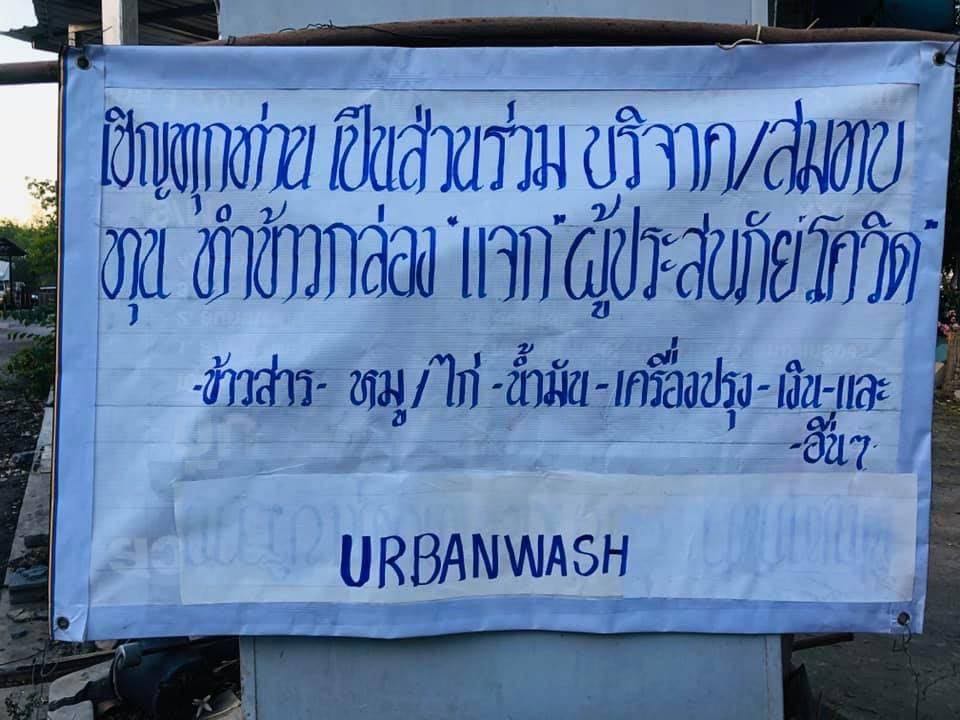 เชิญทุกท่าน เป็นส่วนร่วม บริจาค/สมทบ
ทุน ทำข้าวกล่อง "แจก" ผู้ประสบภัย"โควิด"
-ข้าวสาร- หมู/ไก่ -น้ำมัน-เครื่องปรุง-เงิน-และ
-อื่นๆ-
URBANWASH